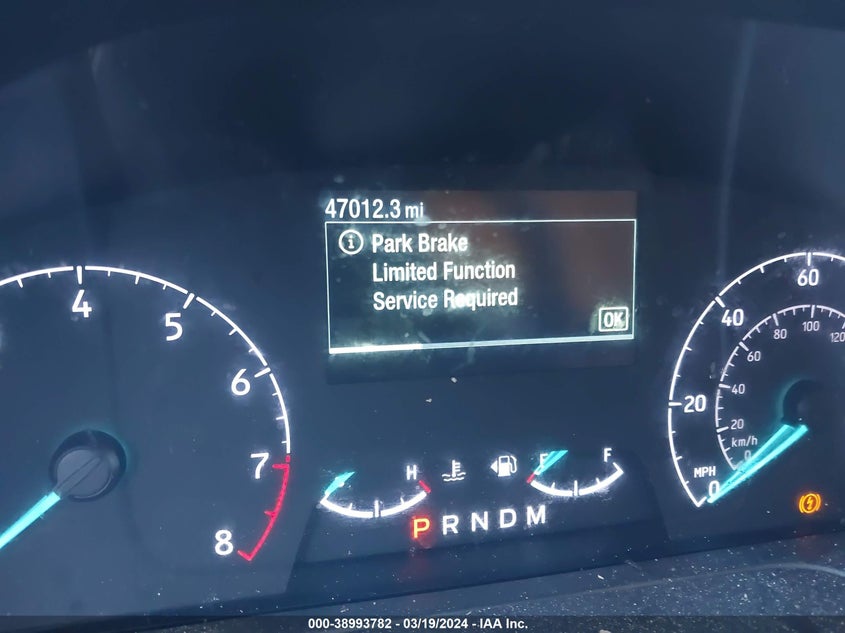 47012.3 mi
Park Brake
Limited Function
Service Required
OK
4
5
6
7
8
H
E F
P R N D M
60
40
20
MPH
0
120
100
80
60
40
20
km/h
0
000-38993782 - 03/19/2024 - IAA Inc.